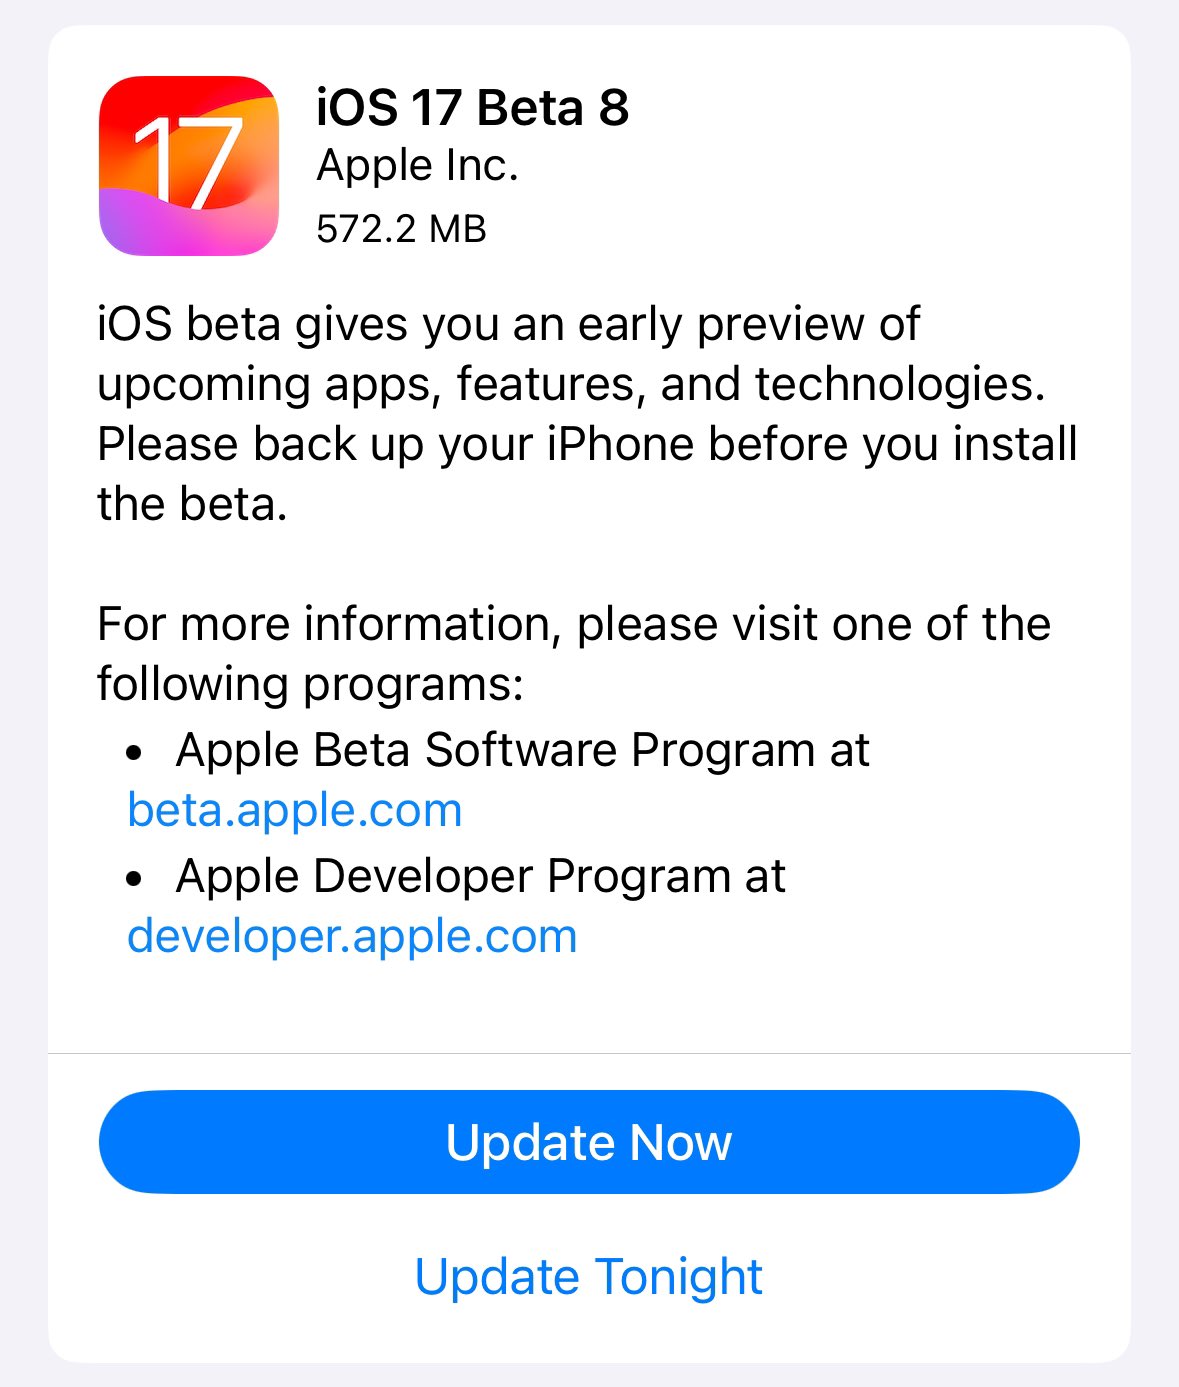 17
iOS 17 Beta 8
Apple Inc.
572.2 MB
iOS beta gives you an early preview of
upcoming apps, features, and technologies.
Please back up your iPhone before you install
the beta.
For more information, please visit one of the
following programs:
• Apple Beta Software Program at
beta.apple.com
• Apple Developer Program at
developer.apple.com
Update Now
Update Tonight